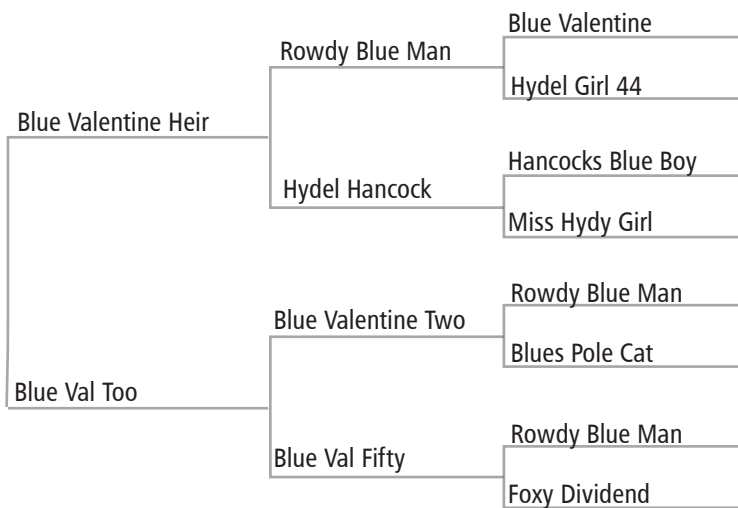 Blue Valentine
Rowdy Blue Man
Hydel Girl 44
Blue Valentine Heir
Hancocks Blue Boy
Hydel Hancock
Miss Hydy Girl
Rowdy Blue Man
Blue Valentine Two
Blues Pole Cat
Blue Val Too
Rowdy Blue Man
Blue Val Fifty
Foxy Dividend